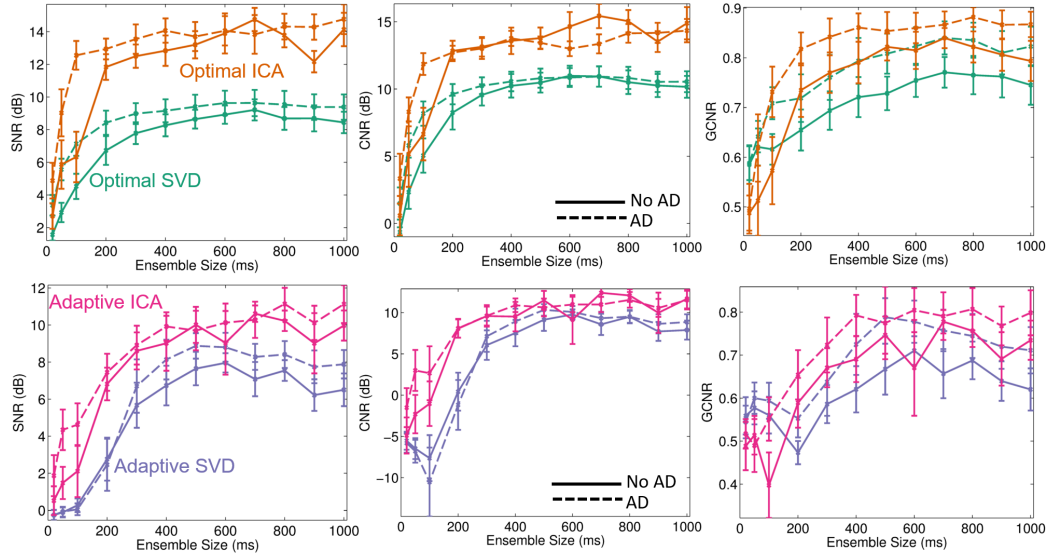 14
12
10
8
6
4
2
SNR (dB)
Optimal ICA
Optimal SVD
0 200 400 600 800 1000
Ensemble Size (ms)
15
10
5
0
CNR (dB)
No AD
AD
0 200 400 600 800 1000
Ensemble Size (ms)
0.9
0.8
0.7
0.6
0.5
GCNR
0 200 400 600 800 1000
Ensemble Size (ms)
12
10
8
6
4
2
0
SNR (dB)
Adaptive ICA
Adaptive SVD
0 200 400 600 800 1000
Ensemble Size (ms)
10
5
0
−5
−10
CNR (dB)
No AD
AD
0 200 400 600 800 1000
Ensemble Size (ms)
0.8
0.7
0.6
0.5
0.4
GCNR
0 200 400 600 800 1000
Ensemble Size (ms)